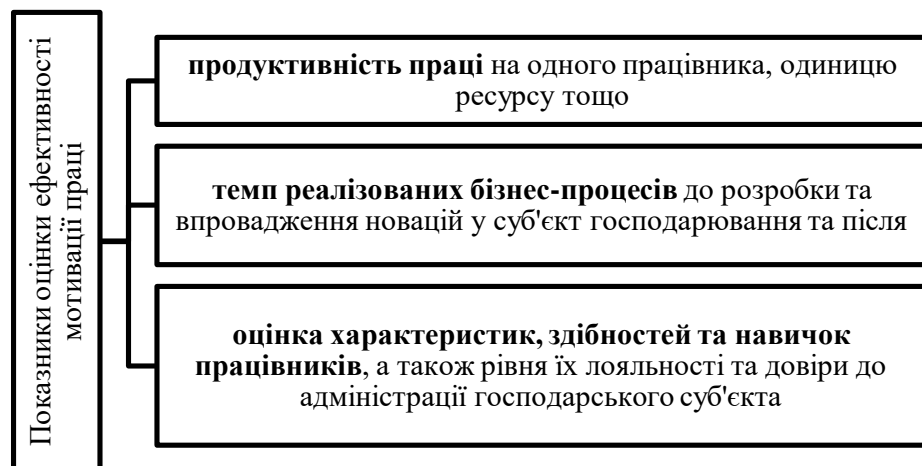 Показники оцінки ефективності
мотивації праці
продуктивність праці на одного працівника, одиницю
ресурсу тощо
темп реалізованих бізнес-процесів до розробки та
впровадження новацій у суб'єкт господарювання та після
оцінка характеристик, здібностей та навичок
працівників, а також рівня їх лояльності та довіри до
адміністрації господарського суб'єкта